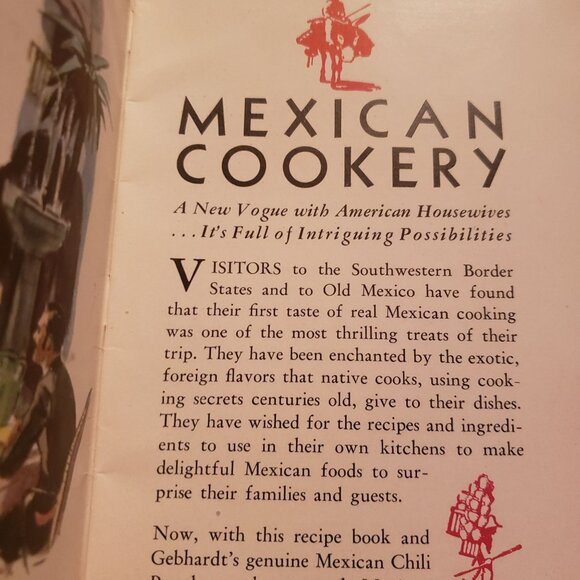 MEXICAN
COOKERY
A New Vogue with American Housewives
. . . It's Full of Intriguing Possibilities
VISITORS to the Southwestern Border
States and to Old Mexico have found
that their first taste of real Mexican cooking
was one of the most thrilling treats of their
trip. They have been enchanted by the exotic,
foreign flavors that native cooks, using cook-
ing secrets centuries old, give to their dishes.
They have wished for the recipes and ingredi-
ents to use in their own kitchens to make
delightful Mexican foods to sur-
prise their families and guests.
Now, with this recipe book and
Gebhardt's genuine Mexican Chili